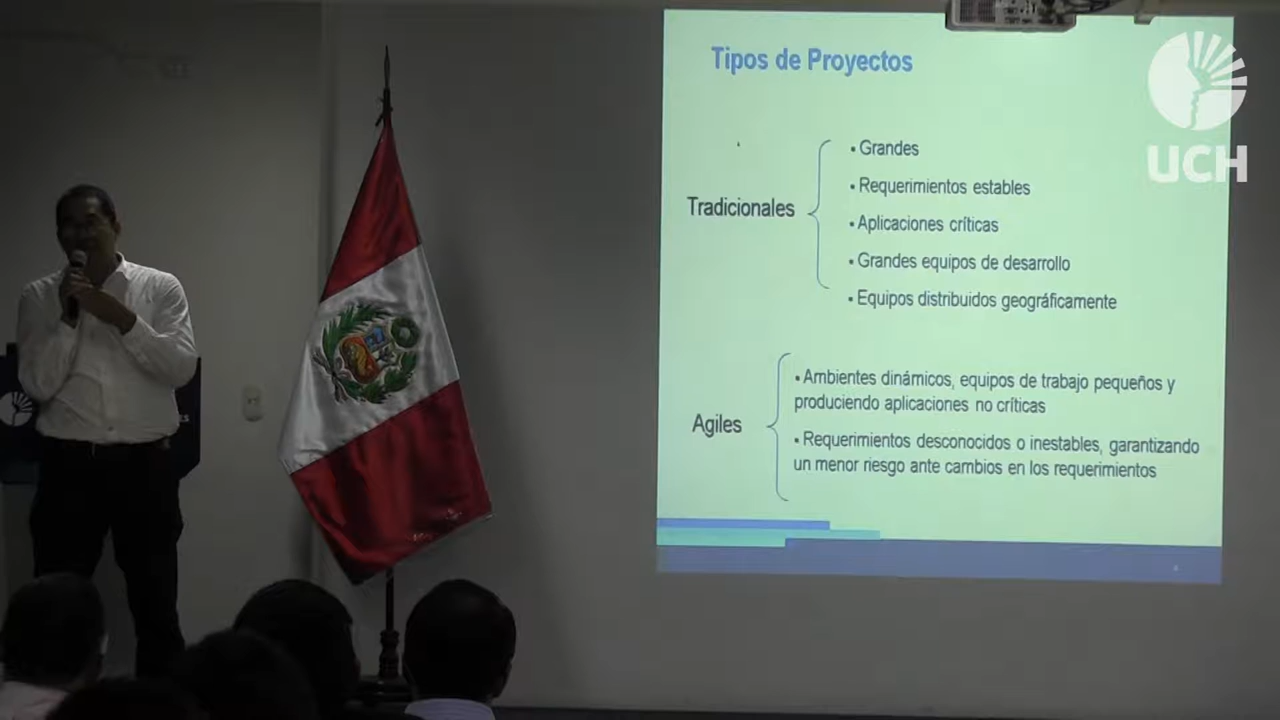 Tipos de Proyectos
UCH
Tradicionales
▪ Grandes
▪ Requerimientos estables
▪ Aplicaciones críticas
▪ Grandes equipos de desarrollo
▪ Equipos distribuidos geográficamente
Agiles
▪ Ambientes dinámicos, equipos de trabajo pequeños y
produciendo aplicaciones no críticas
▪ Requerimientos desconocidos o inestables, garantizando
un menor riesgo ante cambios en los requerimientos